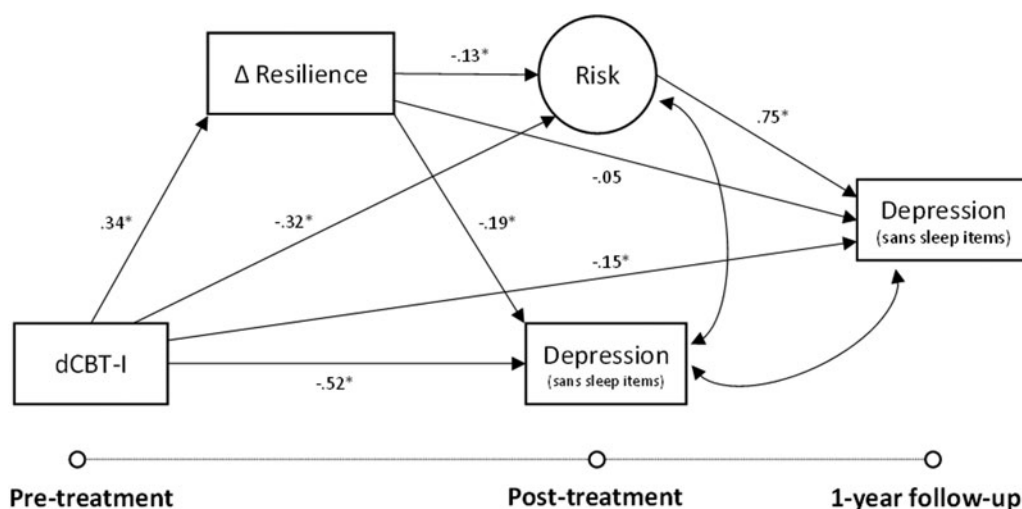 Δ Resilience
-.13*
Risk
.75*
-.05
.34*
-.32*
-.19*
Depression
(sans sleep items)
-.15*
dCBT-I
-.52*
Depression
(sans sleep items)
Pre-treatment
Post-treatment
1-year follow-up